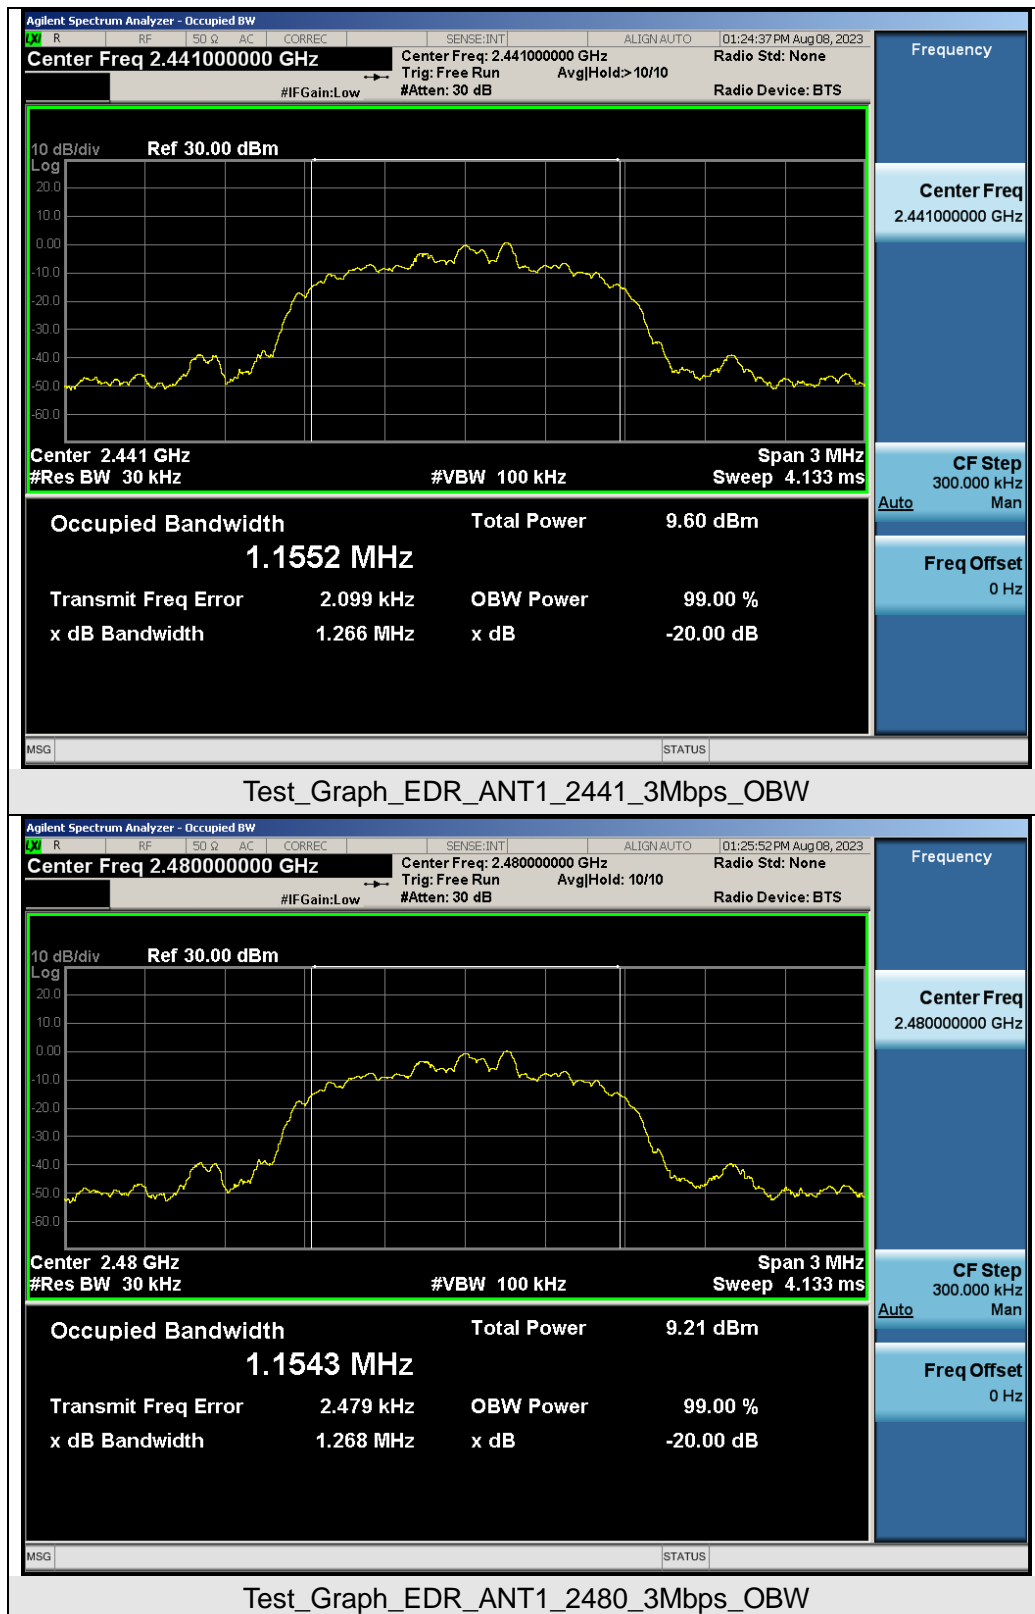 Agilent Spectrum Analyzer - Occupied BW
LXI R RF 50 Ω AC CORREC SENSE:INT ALIGN AUTO 01:24:37 PM Aug 08, 2023
Center Freq 2.441000000 GHz Center Freq: 2.441000000 GHz Radio Std: None Frequency
Trig: Free Run Avg|Hold:> 10/10
#IFGain:Low #Atten: 30 dB Radio Device: BTS
10 dB/div Ref 30.00 dBm
Log
20.0
10.0
0.00
-10.0
-20.0
-30.0
-40.0
-50.0
-60.0
Center Freq
2.441000000 GHz
Center 2.441 GHz Span 3 MHz
#Res BW 30 kHz #VBW 100 kHz Sweep 4.133 ms
CF Step
300.000 kHz
Auto Man
Occupied Bandwidth Total Power 9.60 dBm
1.1552 MHz
Transmit Freq Error 2.099 kHz OBW Power 99.00 %
x dB Bandwidth 1.266 MHz x dB -20.00 dB
Freq Offset
0 Hz
MSG STATUS
Test_Graph_EDR_ANT1_2441_3Mbps_OBW
Agilent Spectrum Analyzer - Occupied BW
LXI R RF 50 Ω AC CORREC SENSE:INT ALIGN AUTO 01:25:52 PM Aug 08, 2023
Center Freq 2.480000000 GHz Center Freq: 2.480000000 GHz Radio Std: None Frequency
Trig: Free Run Avg|Hold: 10/10
#IFGain:Low #Atten: 30 dB Radio Device: BTS
10 dB/div Ref 30.00 dBm
Log
20.0
10.0
0.00
-10.0
-20.0
-30.0
-40.0
-50.0
-60.0
Center Freq
2.480000000 GHz
Center 2.48 GHz Span 3 MHz
#Res BW 30 kHz #VBW 100 kHz Sweep 4.133 ms
CF Step
300.000 kHz
Auto Man
Occupied Bandwidth Total Power 9.21 dBm
1.1543 MHz
Transmit Freq Error 2.479 kHz OBW Power 99.00 %
x dB Bandwidth 1.268 MHz x dB -20.00 dB
Freq Offset
0 Hz
MSG STATUS
Test_Graph_EDR_ANT1_2480_3Mbps_OBW